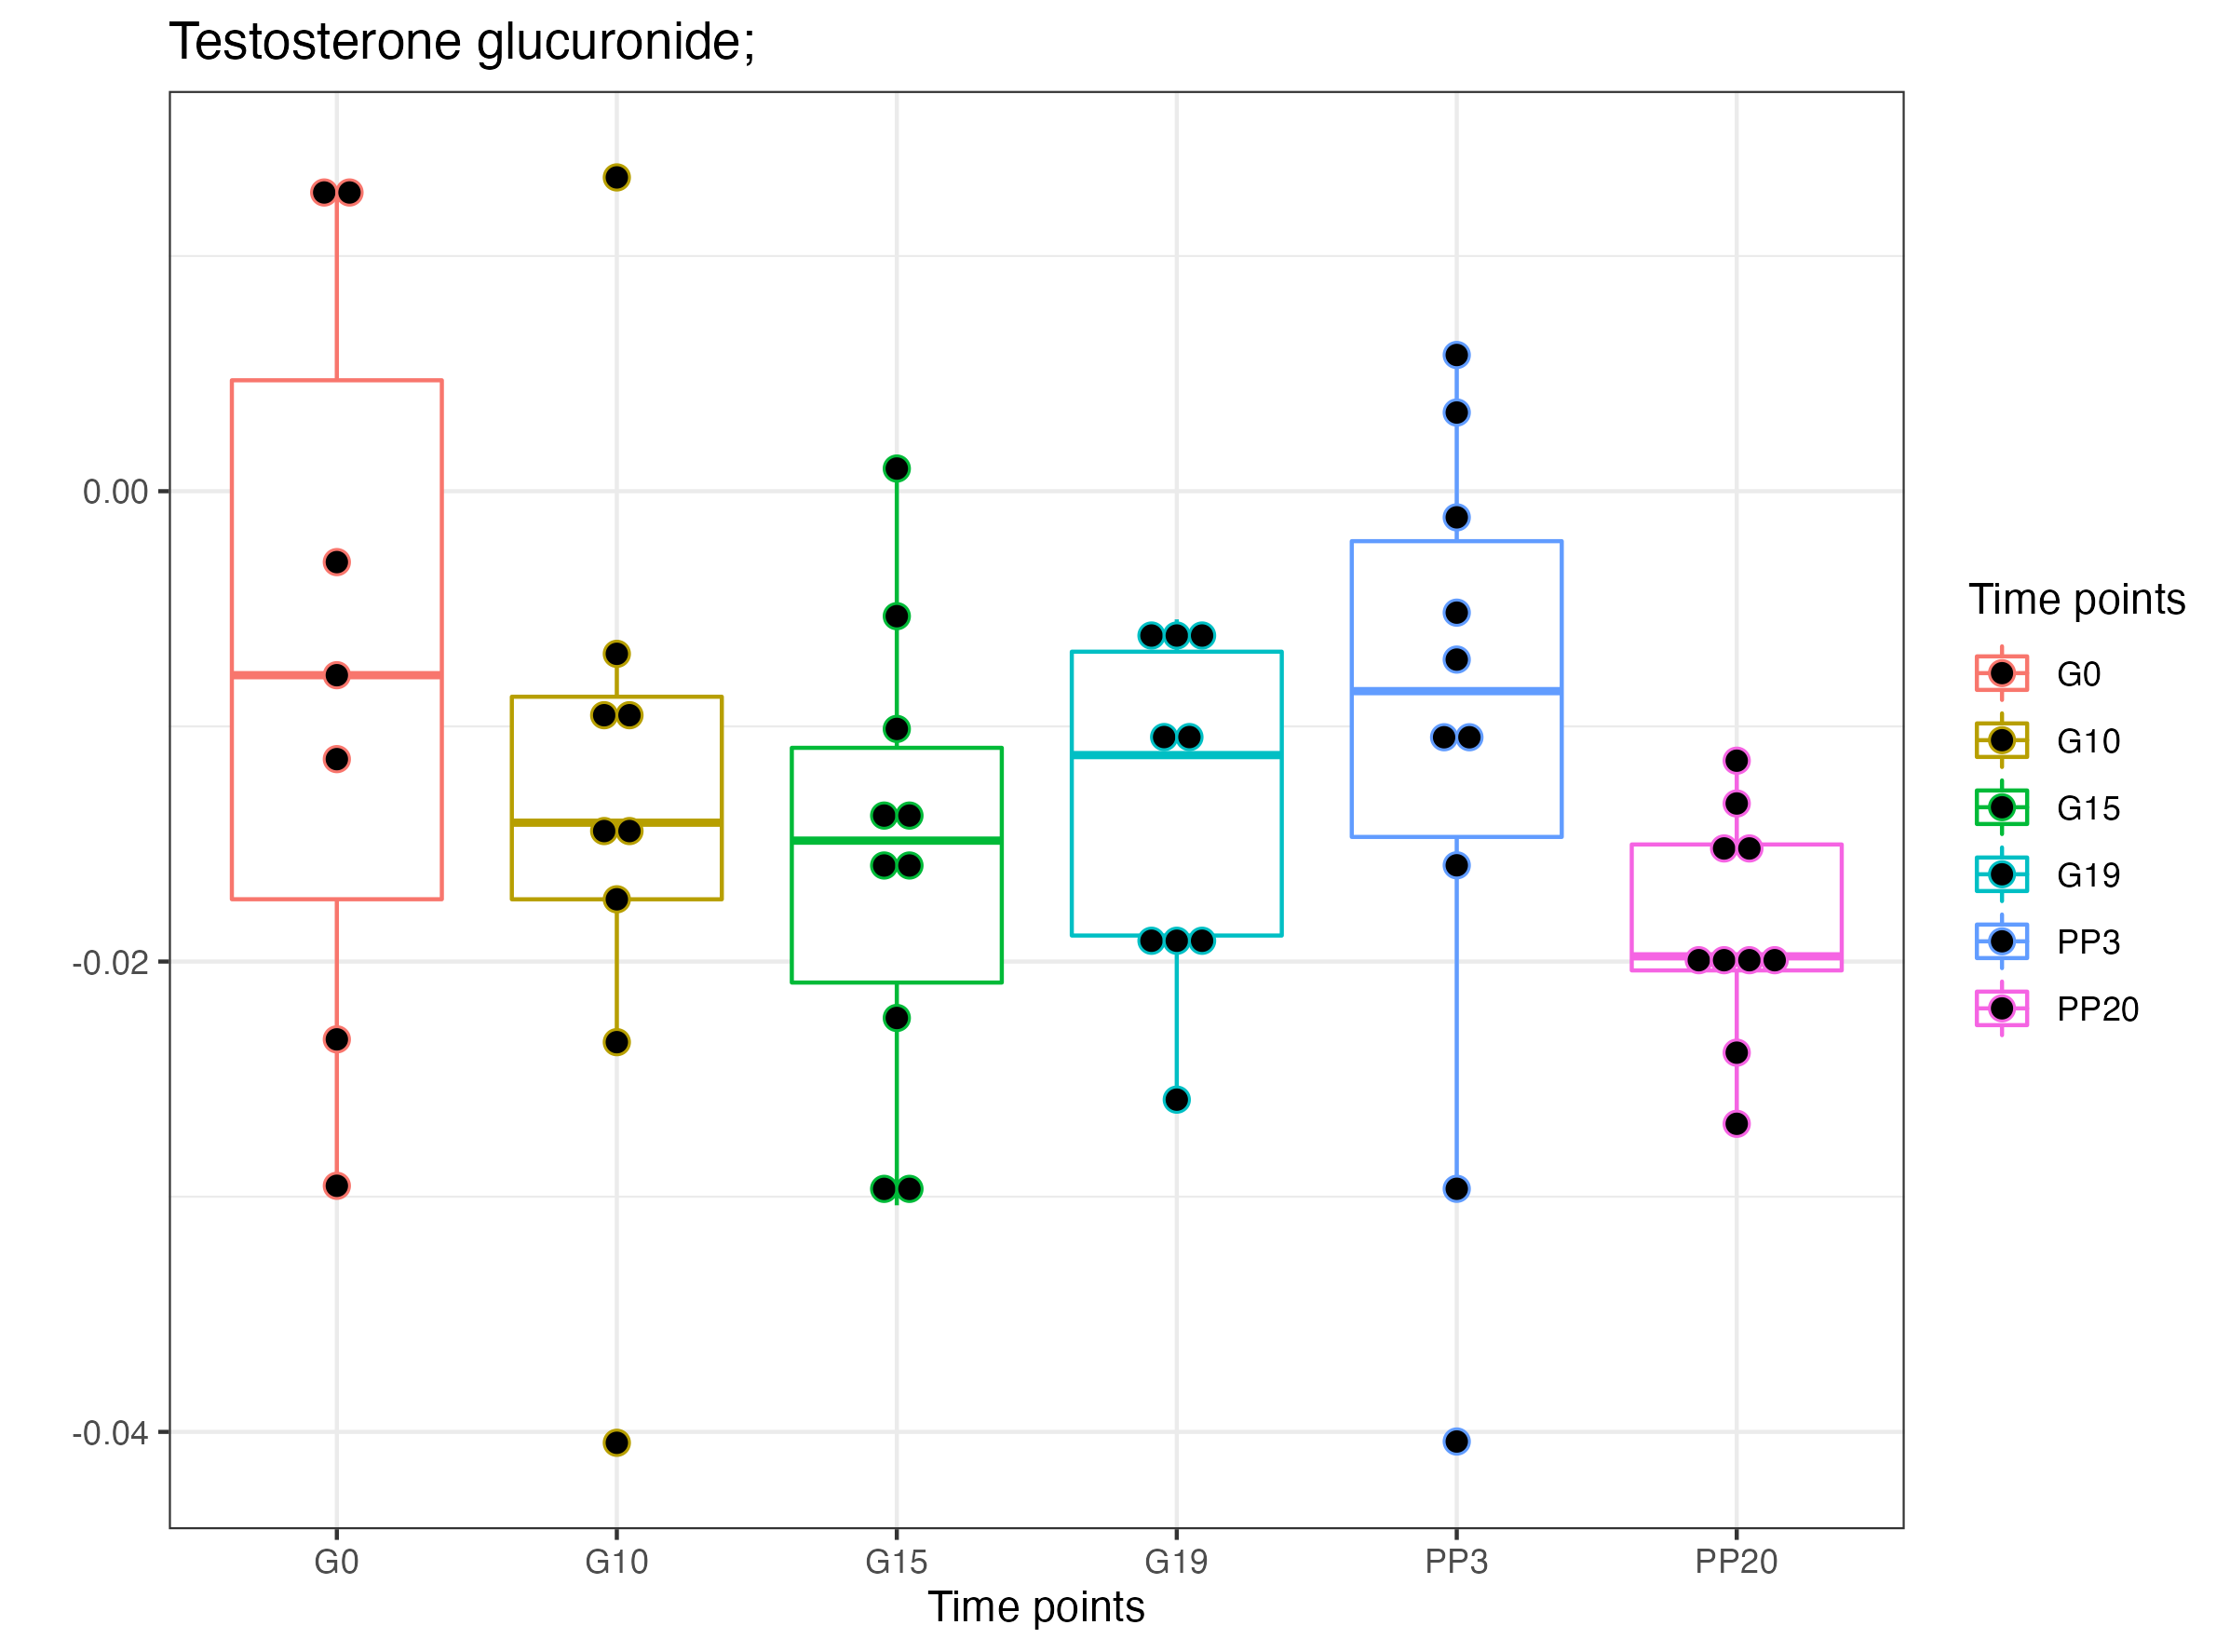 Testosterone glucuronide;
0.00
-0.02
-0.04
G0
G10
G15
G19
PP3
PP20
Time points
Time points
G0
G10
G15
G19
PP3
PP20